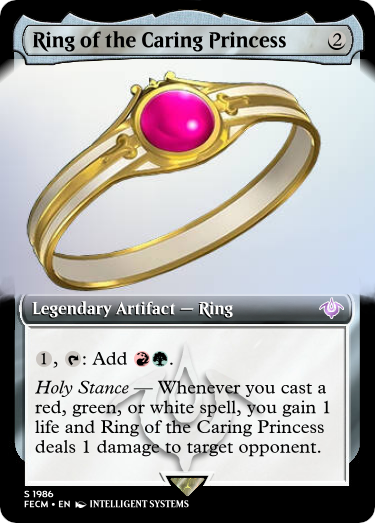 Ring of the Caring Princess 2
Legendary Artifact — Ring
1, : Add .
Holy Stance — Whenever you cast a
red, green, or white spell, you gain 1
life and Ring of the Caring Princess
deals 1 damage to target opponent.
S 1986
FECM • EN INTELLIGENT SYSTEMS